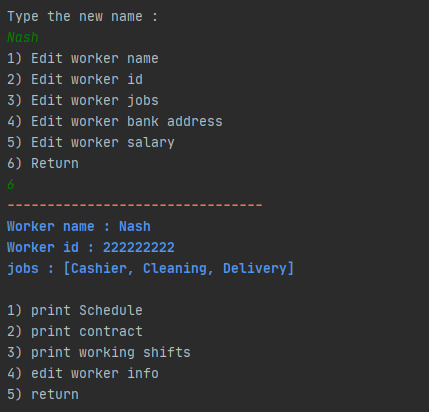 Type the new name :
Nash
1) Edit worker name
2) Edit worker id
3) Edit worker jobs
4) Edit worker bank address
5) Edit worker salary
6) Return
6
--------------------------------
Worker name : Nash
Worker id : 222222222
jobs : [Cashier, Cleaning, Delivery]
1) print Schedule
2) print contract
3) print working shifts
4) edit worker info
5) return